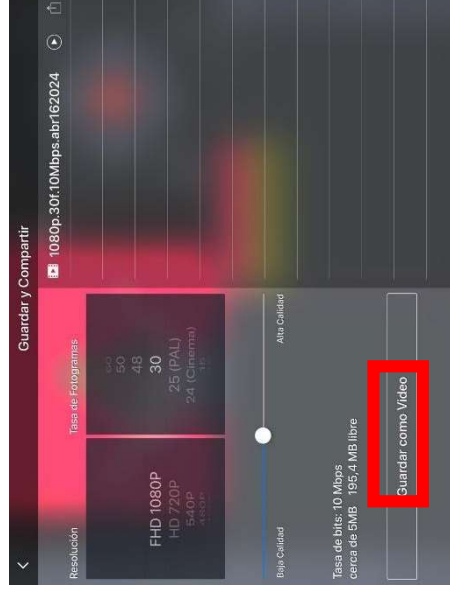 Guardar y Compartir
Resolución
Tasa de Fotogramas
FHD 1080P
HD 720P
540P
480P
60
50
48
30
25 (PAL)
24 (Cinema)
15
Baja Calidad
Alta Calidad
Tasa de bits: 10 Mbps
cerca de 5MB 195,4 MB libre
Guardar como Video
1080p.30f.10Mbps.abr162024